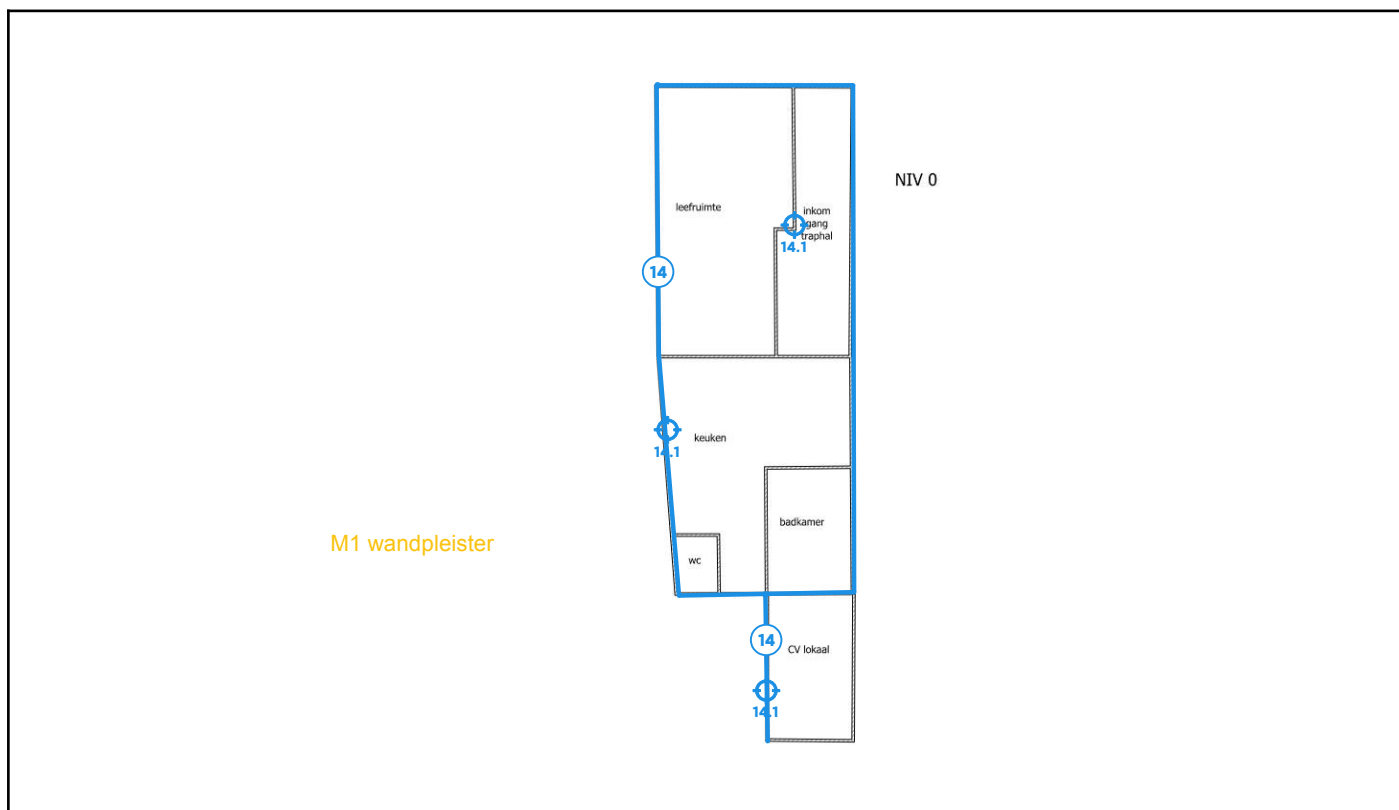 NIV 0
leefruimte
inkom
gang
traphal
14.1
14
14.1
keuken
badkamer
M1 wandpleister
wc
14
CV lokaal
14.1